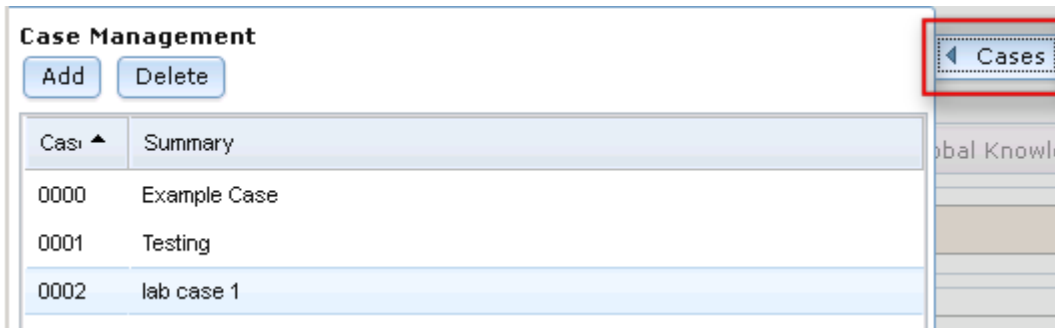 Case Management
Cases
Add Delete
Summary
0000 Example Case
0001 Testing
0002 lab case 1